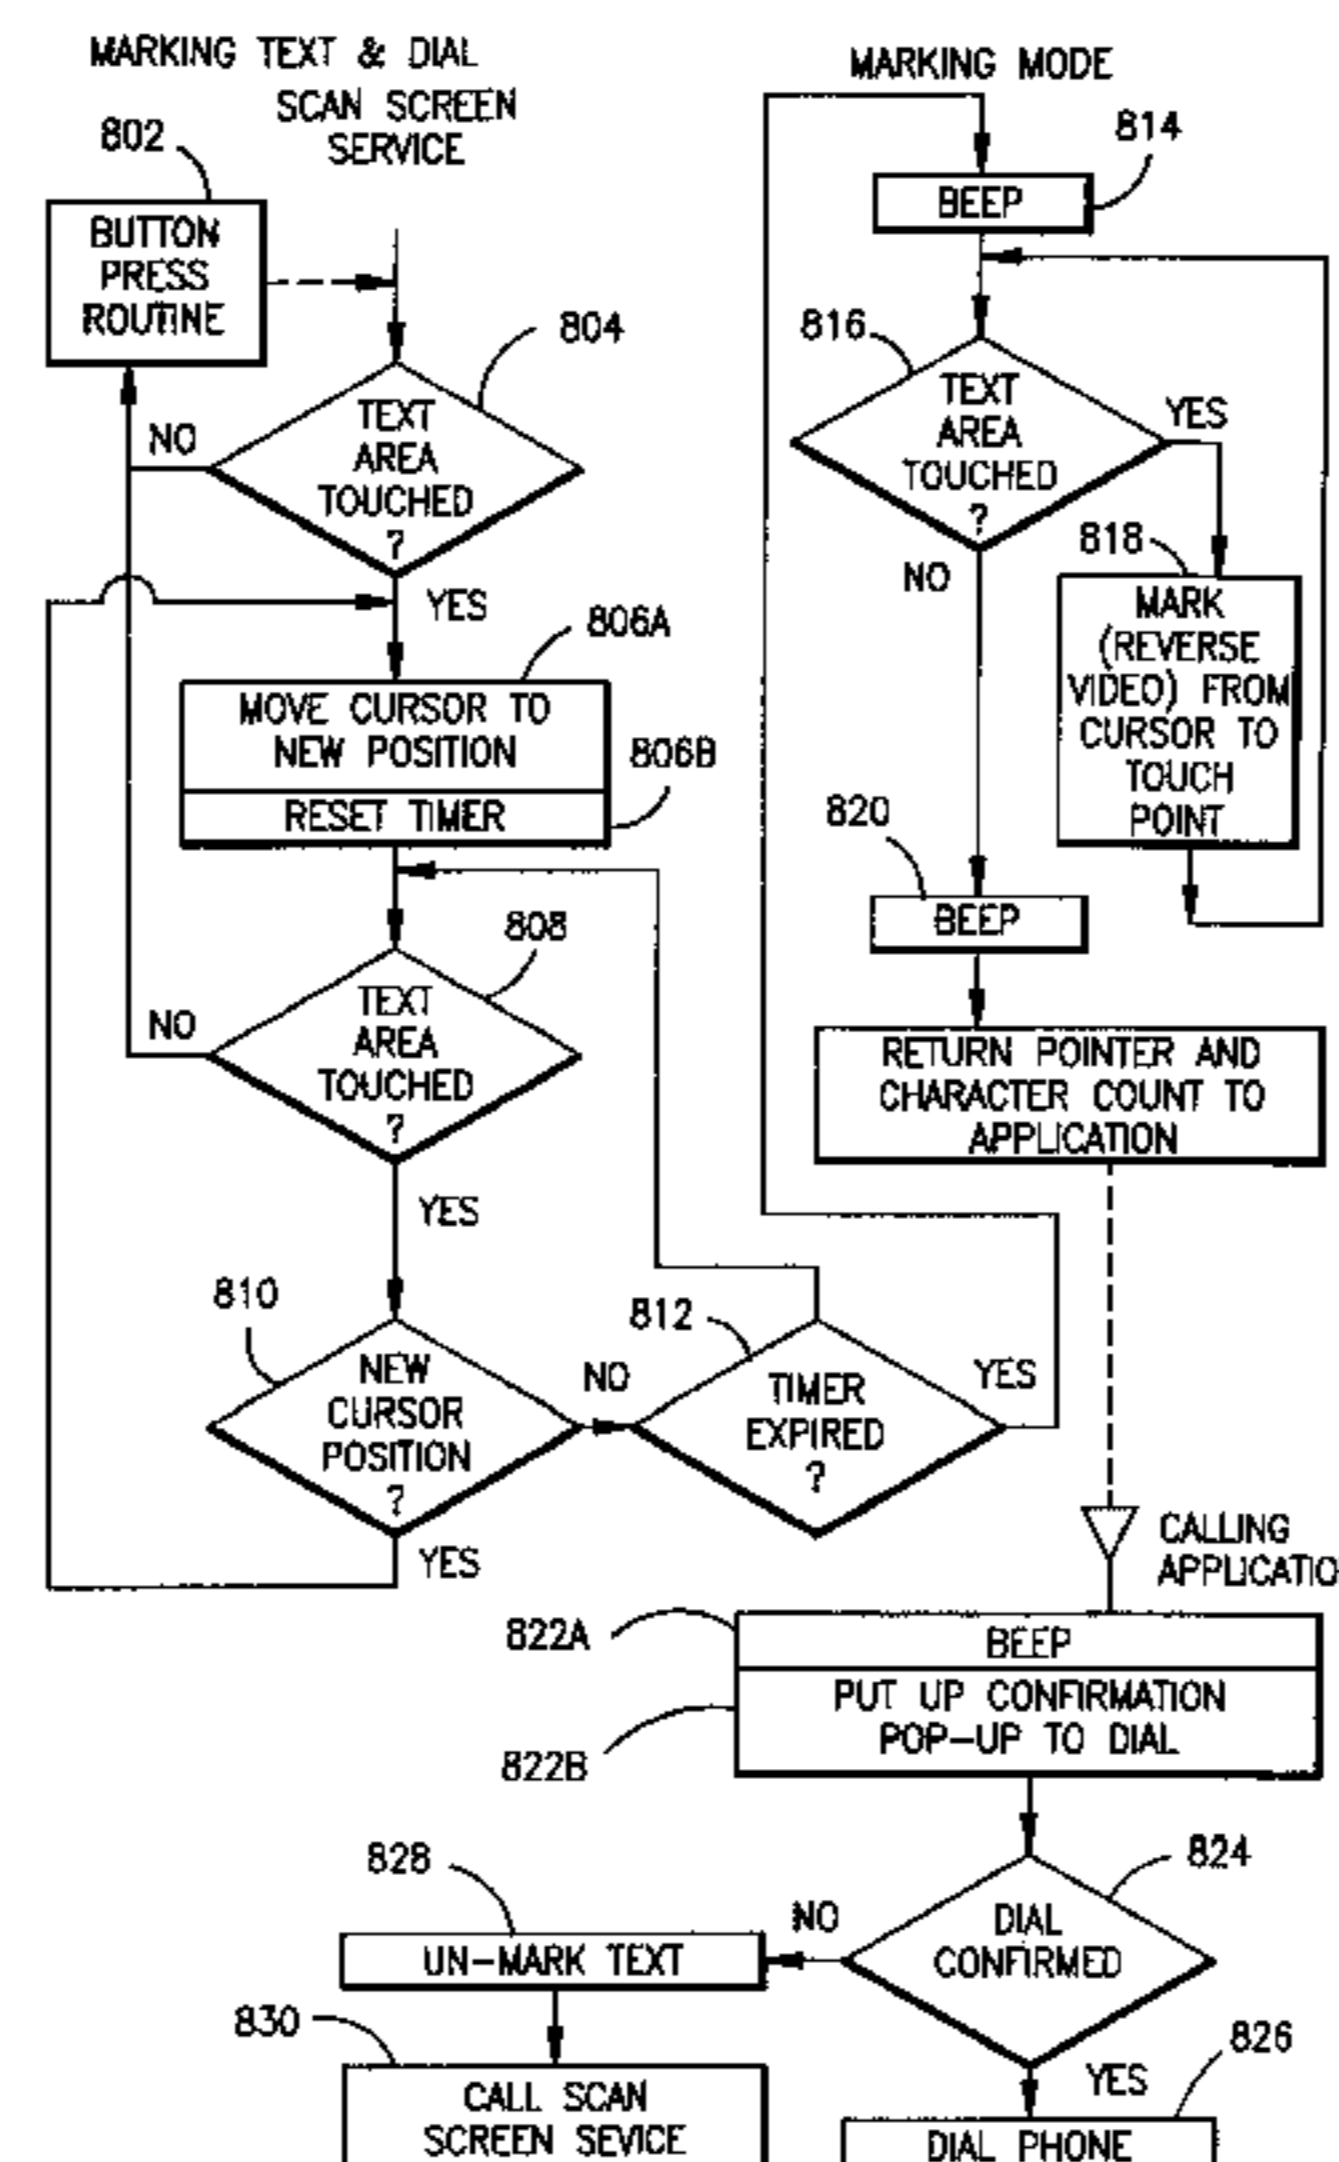 MARKING TEXT & DIAL
SCAN SCREEN
SERVICE
802
BUTTON
PRESS
ROUTINE
804
TEXT
AREA
TOUCHED
?
NO
YES
806A
MOVE CURSOR TO
NEW POSITION
806B
RESET TIMER
808
TEXT
AREA
TOUCHED
?
NO
YES
810
NEW
CURSOR
POSITION
?
NO
YES
812
TIMER
EXPIRED
?
YES
MARKING MODE
814
BEEP
816
TEXT
AREA
TOUCHED
?
YES
NO
818
MARK
(REVERSE
VIDEO) FROM
CURSOR TO
TOUCH
POINT
820
BEEP
RETURN POINTER AND
CHARACTER COUNT TO
APPLICATION
CALLING
APPLICATIO
822A
BEEP
822B
PUT UP CONFIRMATION
POP-UP TO DIAL
824
DIAL
CONFIRMED
NO
YES
828
UN-MARK TEXT
830
CALL SCAN
SCREEN SEVICE
826
DIAL PHONE